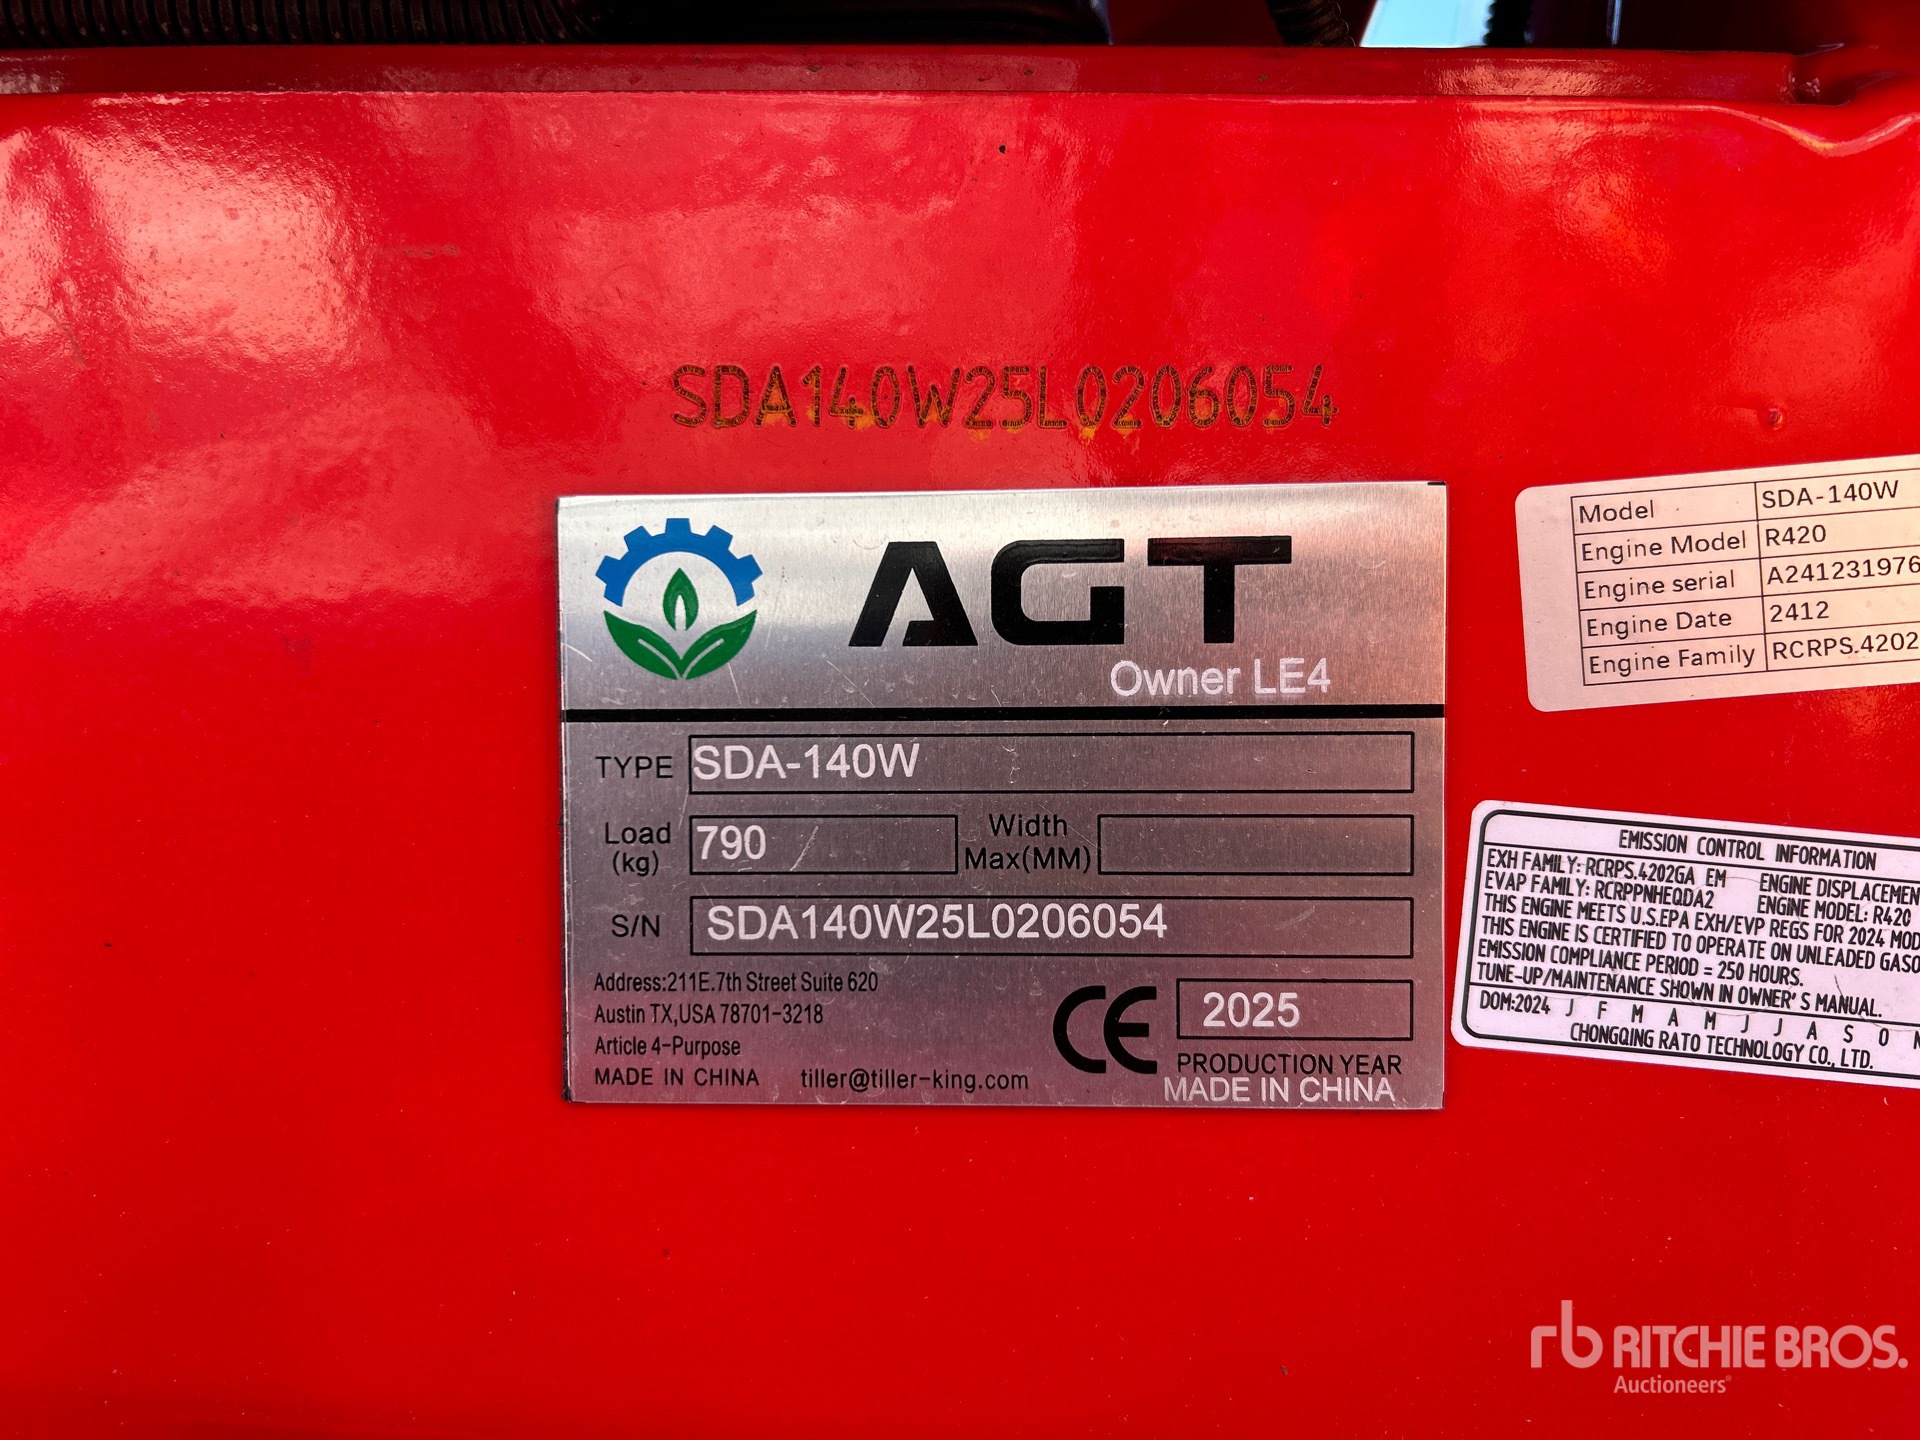 SDA140W25L0206054
AGT
Owner LE4
TYPE SDA-140W
Load (kg) 790 Width Max(MM)
S/N SDA140W25L0206054
Address:211E.7th Street Suite 620
Austin TX,USA 78701-3218
Article 4-Purpose
MADE IN CHINA tiller@tiller-king.com
CE 2025
PRODUCTION YEAR
MADE IN CHINA
Model SDA-140W
Engine Model R420
Engine serial A241231976
Engine Date 2412
Engine Family RCRPS.4202
EMISSION CONTROL INFORMATION
EXH FAMILY: RCRPS.4202GA EM ENGINE DISPLACEMEN
EVAP FAMILY: RCRPPNHEQDA2 ENGINE MODEL: R420
THIS ENGINE MEETS U.S.EPA EXH/EVP REGS FOR 2024 MOD
THIS ENGINE IS CERTIFIED TO OPERATE ON UNLEADED GASO
EMISSION COMPLIANCE PERIOD = 250 HOURS.
TUNE-UP/MAINTENANCE SHOWN IN OWNER'S MANUAL.
DOM:2024 J F M A M J J A S O N
CHONGQING RATO TECHNOLOGY CO., LTD.
rb RITCHIE BROS.
Auctioneers